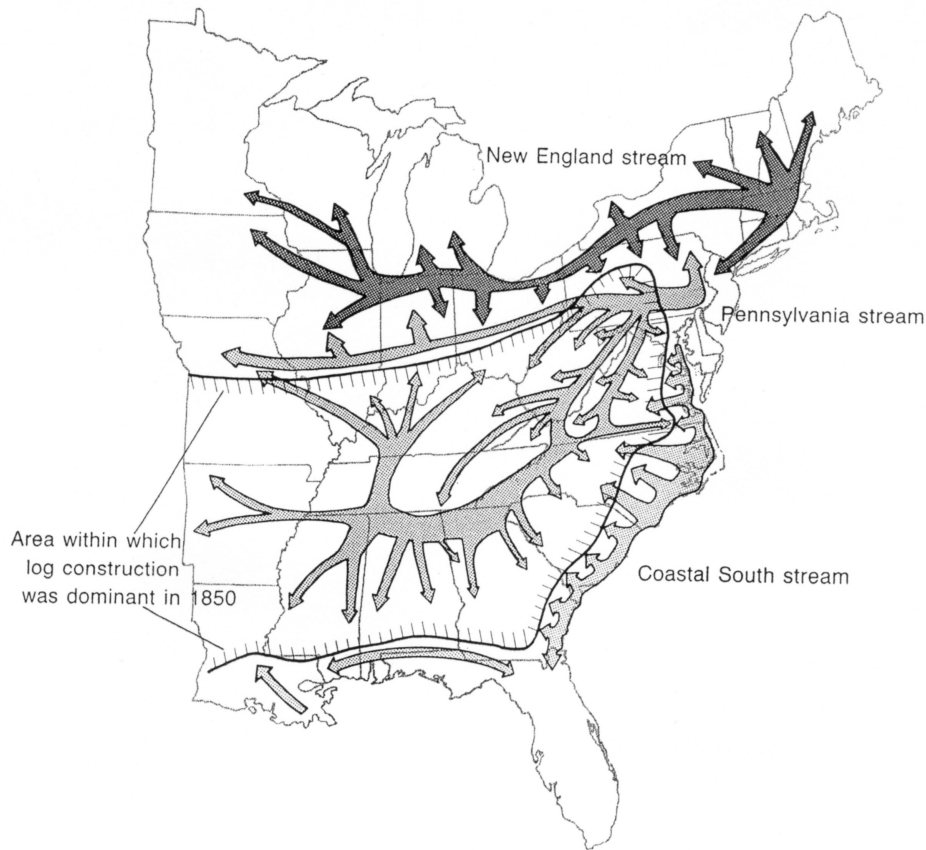 New England stream
Pennsylvania stream
Area within which
log construction
was dominant in 1850
Coastal South stream